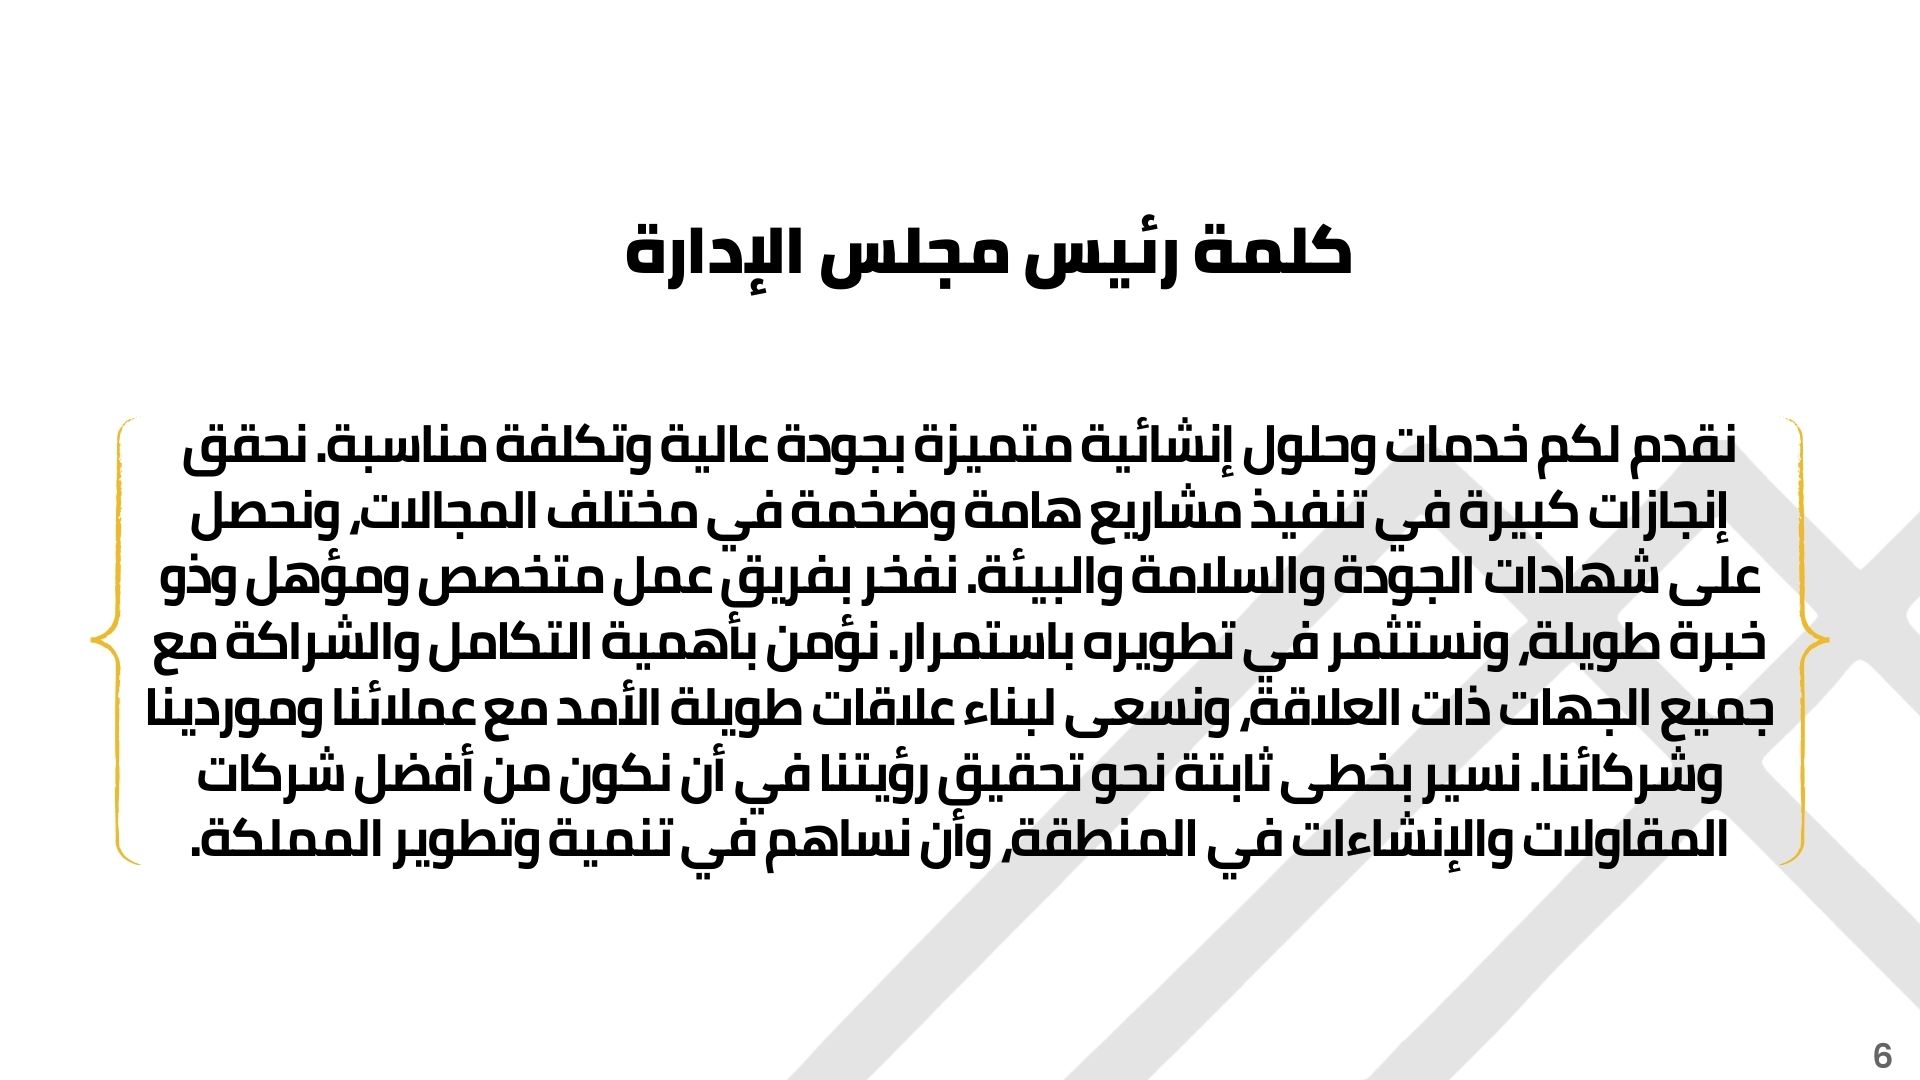 كلمة رئيس مجلس الإدارة
نقدم لكم خدمات وحلول إنشائية متميزة بجودة عالية وتكلفة مناسبة. نحقق
إنجازات كبيرة في تنفيذ مشاريع هامة وضخمة في مختلف المجالات، ونحصل
على شهادات الجودة والسلامة والبيئة. نفخر بفريق عمل متخصص ومؤهل وذو
خبرة طويلة، ونستثمر في تطويره باستمرار. نؤمن بأهمية التكامل والشراكة مع
جميع الجهات ذات العلاقة، ونسعى لبناء علاقات طويلة الأمد مع عملائنا وموردينا
وشركائنا. نسير بخطى ثابتة نحو تحقيق رؤيتنا في أن نكون من أفضل شركات
المقاولات والإنشاءات في المنطقة، وأن نساهم في تنمية وتطوير المملكة.
6